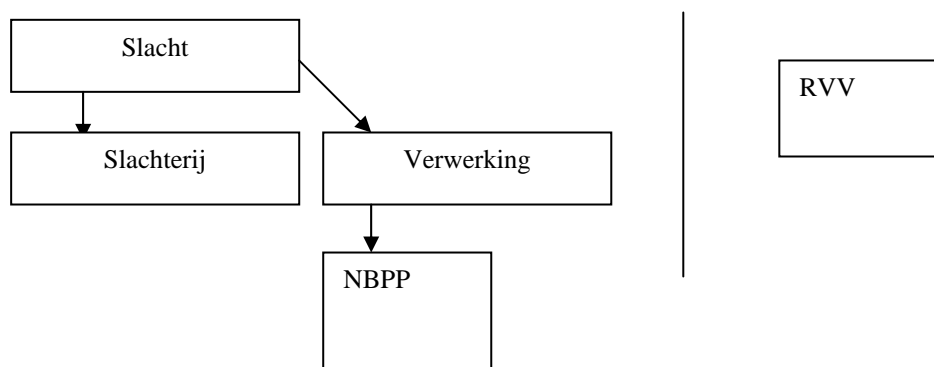 Slacht
RVV
Slachterij
Verwerking
NBPP